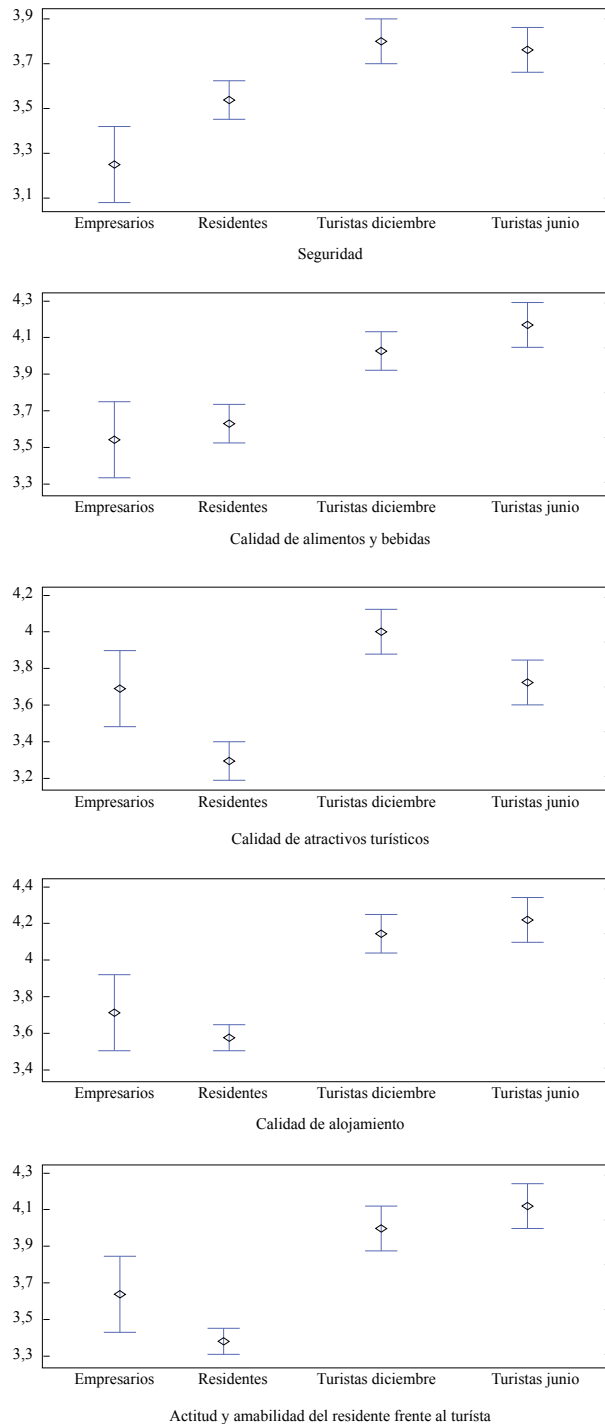 3,9
3,7
3,5
3,3
3,1
Empresarios Residentes Turistas diciembre Turistas junio
Seguridad
4,3
4,1
3,9
3,7
3,5
3,3
Empresarios Residentes Turistas diciembre Turistas junio
Calidad de alimentos y bebidas
4,2
4
3,8
3,6
3,4
3,2
Empresarios Residentes Turistas diciembre Turistas junio
Calidad de atractivos turísticos
4,4
4,2
4
3,8
3,6
3,4
Empresarios Residentes Turistas diciembre Turistas junio
Calidad de alojamiento
4,3
4,1
3,9
3,7
3,5
3,3
Empresarios Residentes Turistas diciembre Turistas junio
Actitud y amabilidad del residente frente al turísta